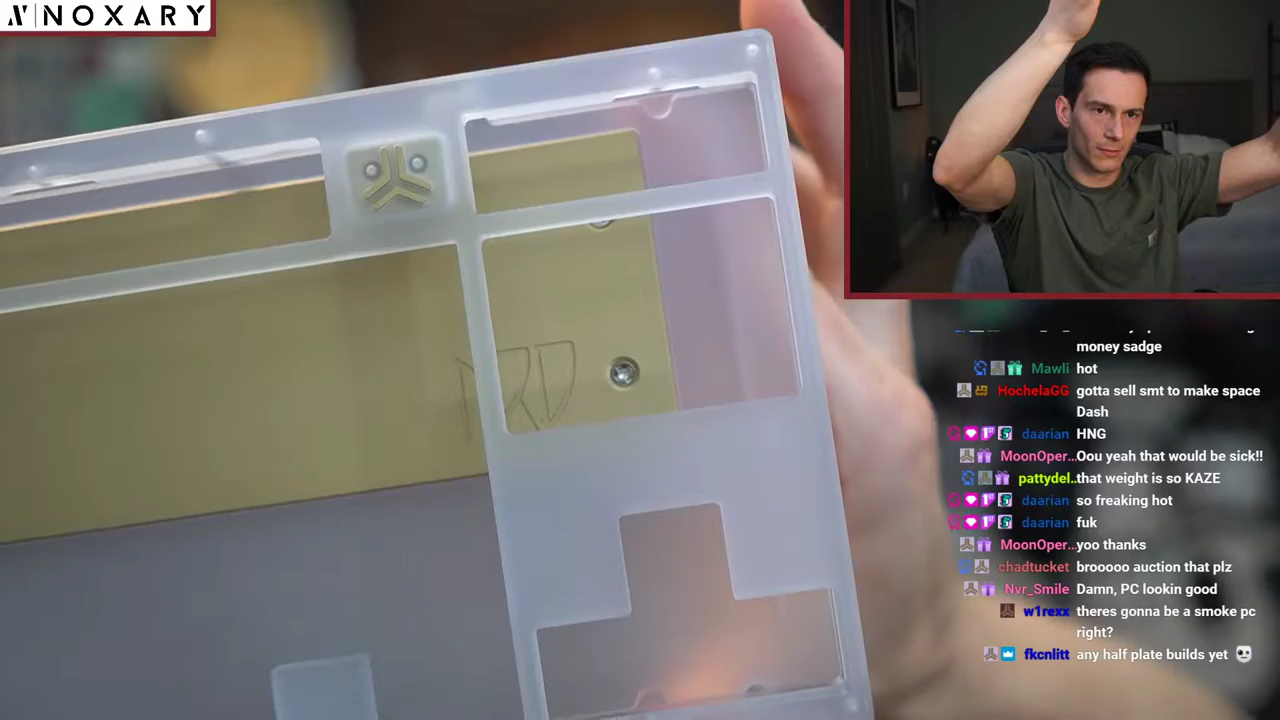 NOXARY
money sadge
Mawli hot
HochelaGG gotta sell smt to make space
Dash
daarian HNG
MoonOper... Oou yeah that would be sick!!
pattydel... that weight is so KAZE
daarian so freaking hot
daarian fuk
MoonOper... yoo thanks
chadtucket brooooo auction that plz
Nvr_Smile Damn, PC lookin good
w1rexx theres gonna be a smoke pc
right?
fkcnlitt any half plate builds yet